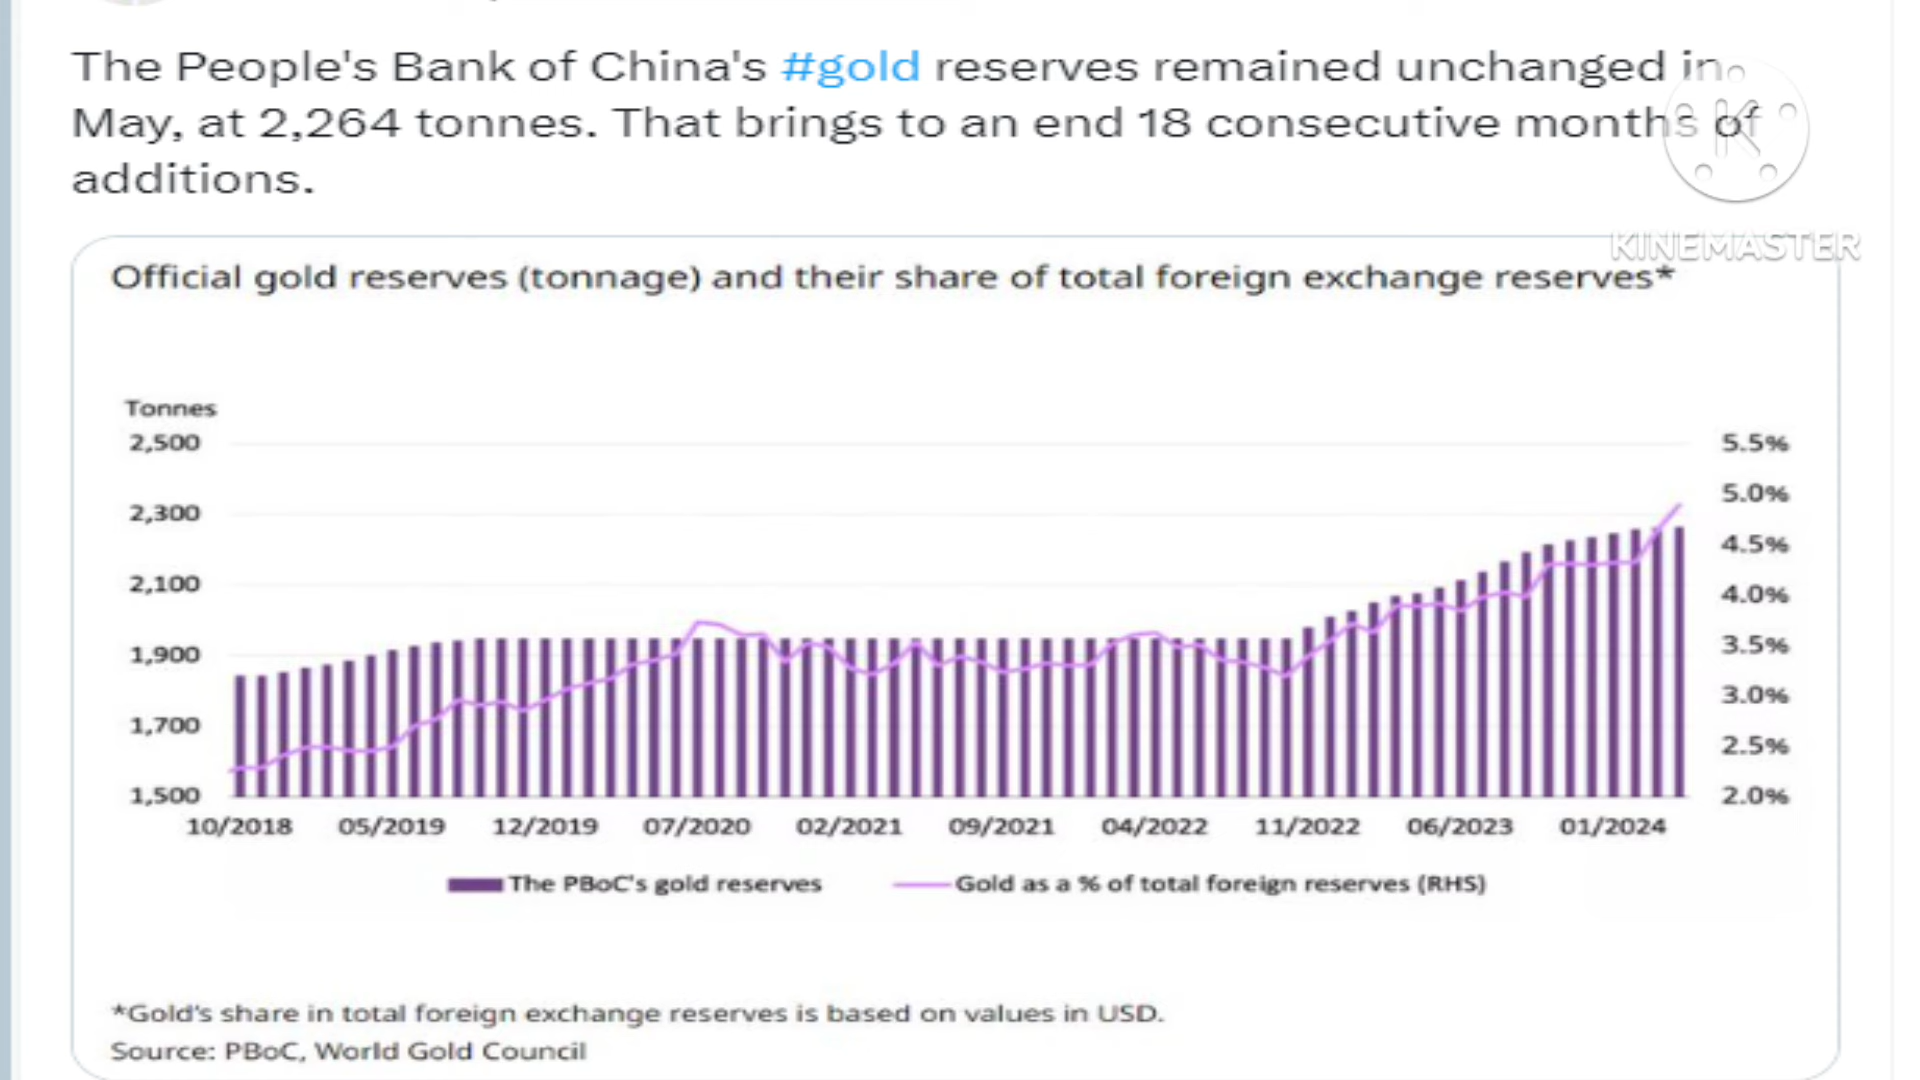 The People's Bank of China's #gold reserves remained unchanged in
May, at 2,264 tonnes. That brings to an end 18 consecutive months of
additions.
KINEMASTER
Official gold reserves (tonnage) and their share of total foreign exchange reserves*
Tonnes
2,500 5.5%
5.0%
2,300
4.5%
2,100 4.0%
1,900 3.5%
3.0%
1,700
2.5%
1,500 2.0%
10/2018 05/2019 12/2019 07/2020 02/2021 09/2021 04/2022 11/2022 06/2023 01/2024
The PBoC's gold reserves Gold as a % of total foreign reserves (RHS)
*Gold's share in total foreign exchange reserves is based on values in USD.
Source: PBoC, World Gold Council